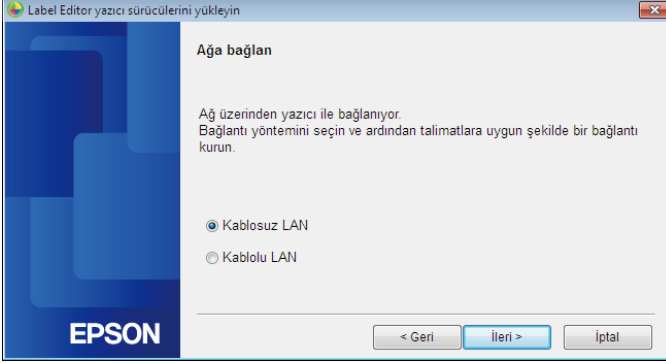 Label Editor yazıcı sürücülerini yükleyin
Ağa bağlan
Ağ üzerinden yazıcı ile bağlanıyor.
Bağlantı yöntemini seçin ve ardından talimatlara uygun şekilde bir bağlantı
kurun.
Kablosuz LAN
Kablolu LAN
EPSON
< Geri
İleri >
İptal